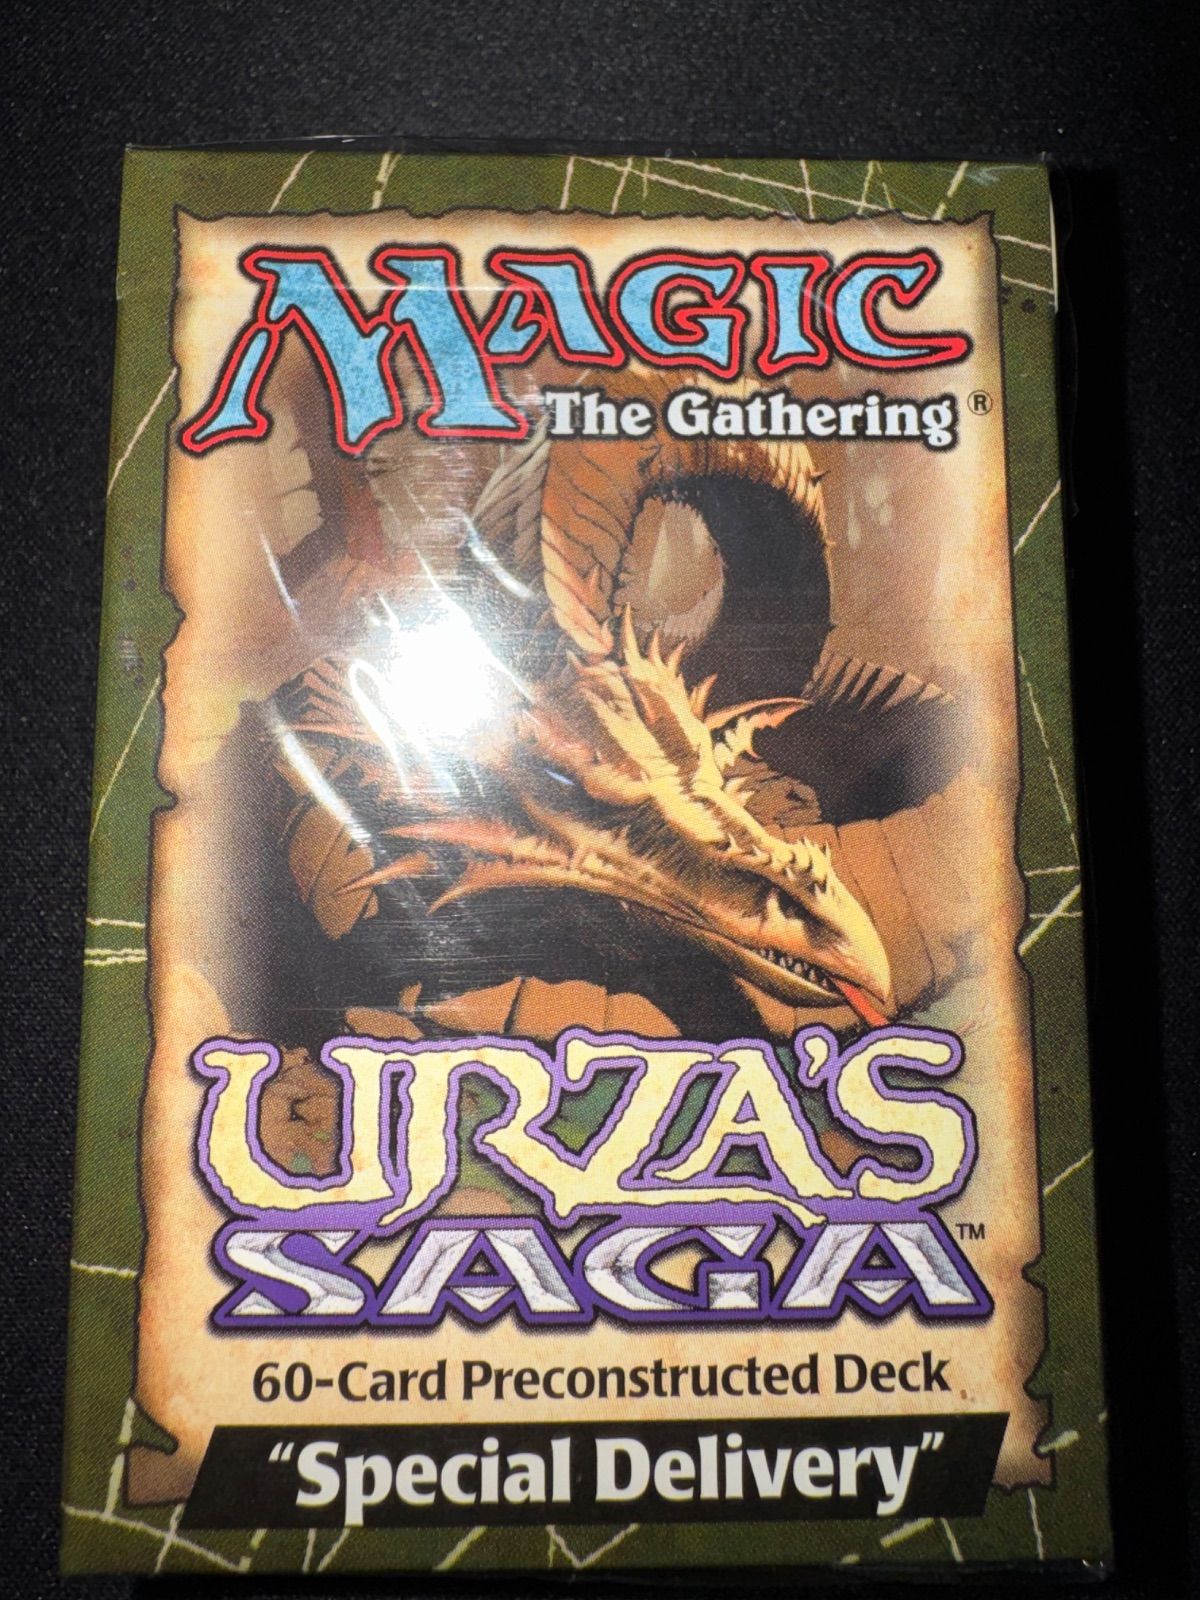 MAGIC
The Gathering®
URZA'S
SAGA™
60-Card Preconstructed Deck
"Special Delivery"